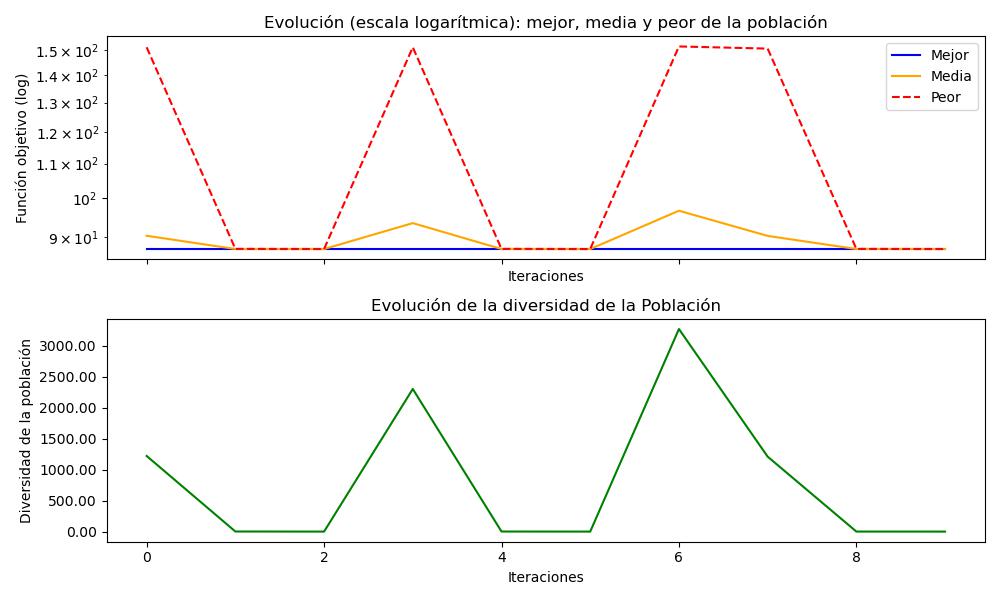 Evolución (escala logarítmica): mejor, media y peor de la población
1.5 × 10²
1.4 × 10²
1.3 × 10²
1.2 × 10²
1.1 × 10²
10²
9 × 10¹
Función objetivo (log)
Mejor
Media
Peor
Iteraciones
Evolución de la diversidad de la Población
3000.00
2500.00
2000.00
1500.00
1000.00
500.00
0.00
Diversidad de la población
0 2 4 6 8
Iteraciones